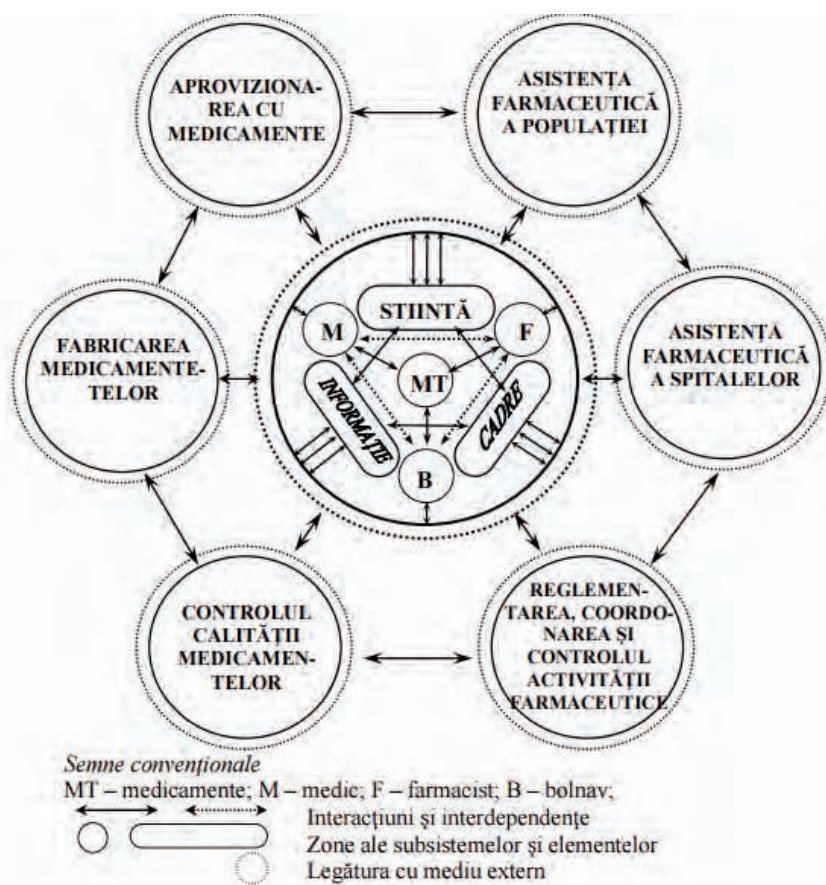 APROVIZIONA-
REA CU
MEDICAMENTE
ASISTENȚA
FARMACEUTICĂ
A POPULAȚIEI
FABRICAREA
MEDICAMENTE-
TELOR
STIINTĂ
M
F
MT
INFORMAȚIE
CADRE
B
ASISTENȚA
FARMACEUTICĂ
A SPITALELOR
CONTROLUL
CALITĂȚII
MEDICAMEN-
TELOR
REGLEMEN-
TAREA, COORDO-
NAREA ȘI
CONTROLUL
ACTIVITĂȚII
FARMACEUTICE
Semne convenționale
MT – medicamente; M – medic; F – farmacist; B – bolnav;
Interacțiuni și interdependențe
Zone ale subsistemelor și elementelor
Legătura cu mediu extern